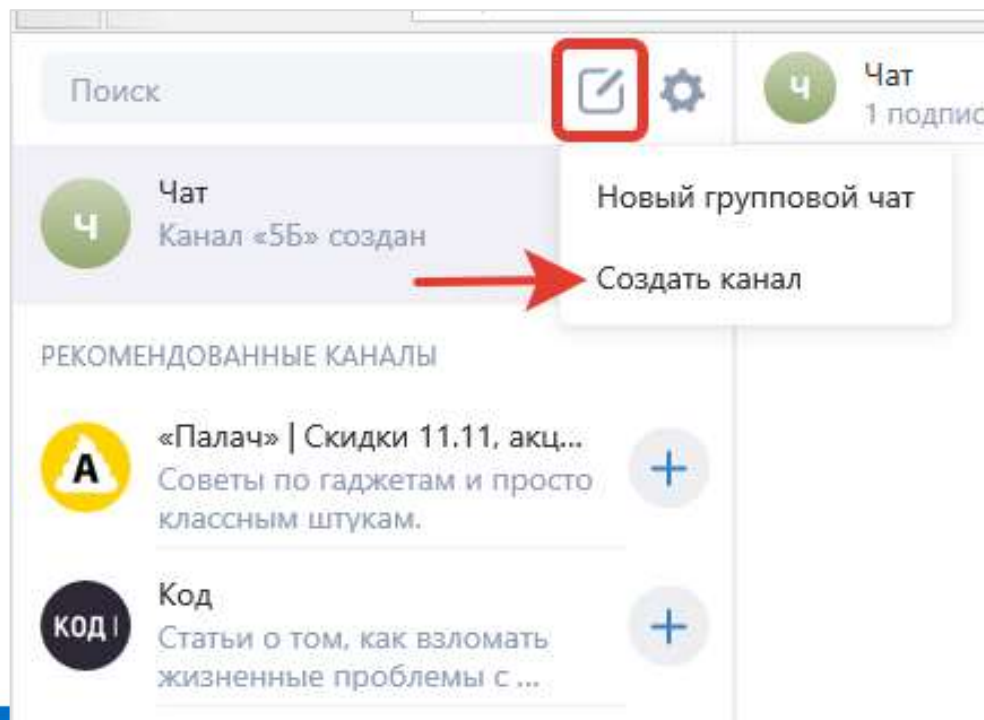 Поиск
ч
Чат
1 подпис
Чат
ч
Канал «5Б» создан
Новый групповой чат
Создать канал
РЕКОМЕНДОВАННЫЕ КАНАЛЫ
«Палач» | Скидки 11.11, акц...
А
Советы по гаджетам и просто
классным штукам.
Код
КОД |
Статьи о том, как взломать
жизненные проблемы с ...